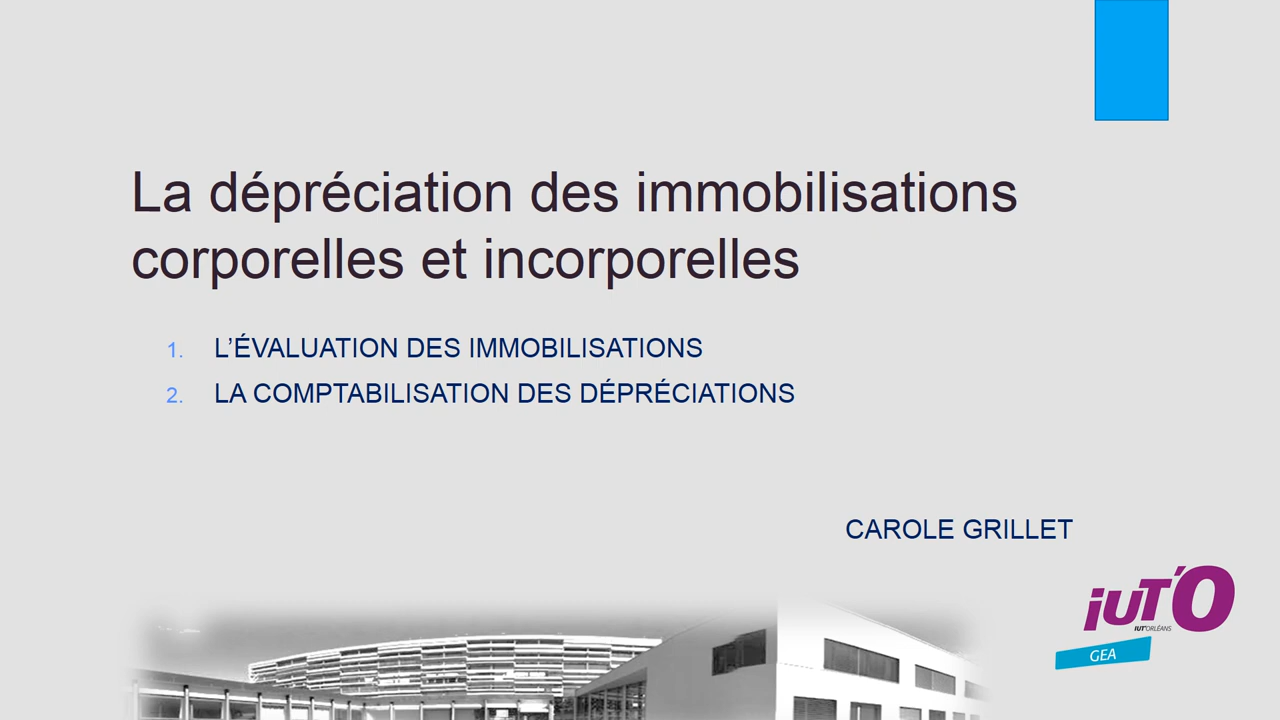 La dépréciation des immobilisations
corporelles et incorporelles
1. L'ÉVALUATION DES IMMOBILISATIONS
2. LA COMPTABILISATION DES DÉPRÉCIATIONS
CAROLE GRILLET
iUT'O
IUT'ORLÉANS
GEA